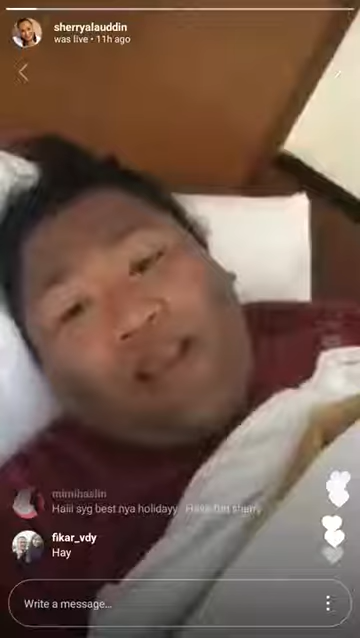 sherryalauddin
was live • 11h ago
mimihaslin
Haiii syg best nya holidayy
fikar_vdy
Hay
Write a message...